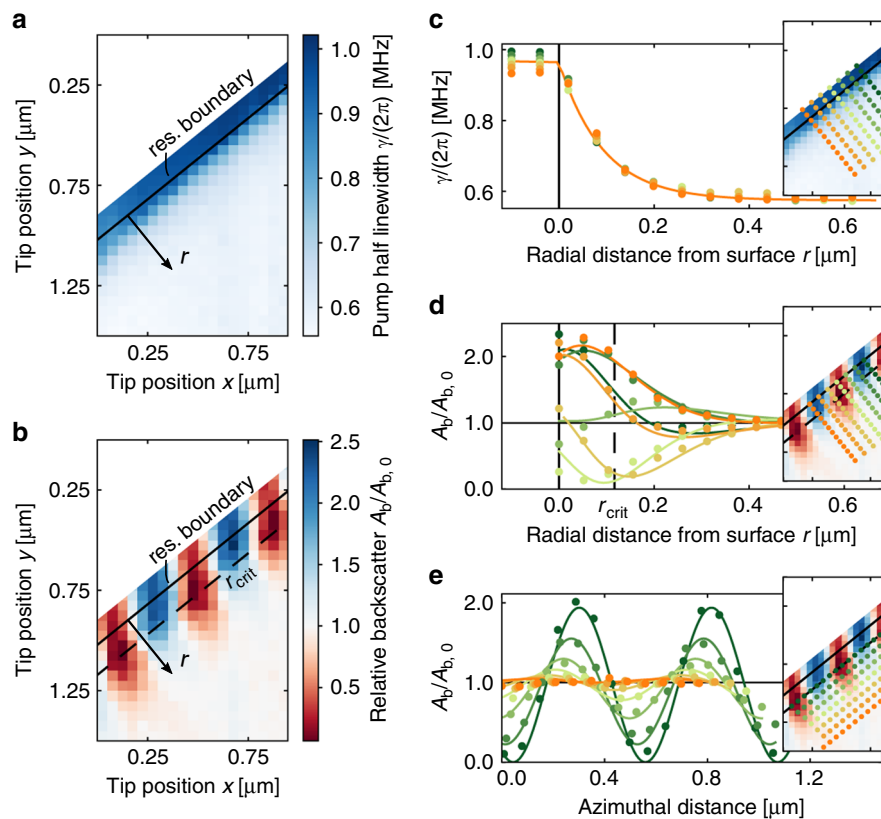 a
Tip position y [μm]
0.25
0.75
1.25
res. boundary
r
0.25
0.75
Tip position x [μm]
1.0
0.9
0.8
0.7
0.6
Pump half linewidth γ/(2π) [MHz]
b
Tip position y [μm]
0.25
0.75
1.25
res. boundary
r_crit
r
0.25
0.75
Tip position x [μm]
2.5
2.0
1.5
1.0
0.5
Relative backscatter A_b/A_b, 0
c
γ/(2π) [MHz]
1.0
0.8
0.6
0.0
0.2
0.4
0.6
Radial distance from surface r [μm]
d
A_b/A_b, 0
2.0
1.0
0.0
0.0
r_crit
0.2
0.4
0.6
Radial distance from surface r [μm]
e
A_b/A_b, 0
2.0
1.0
0.0
0.0
0.4
0.8
1.2
Azimuthal distance [μm]